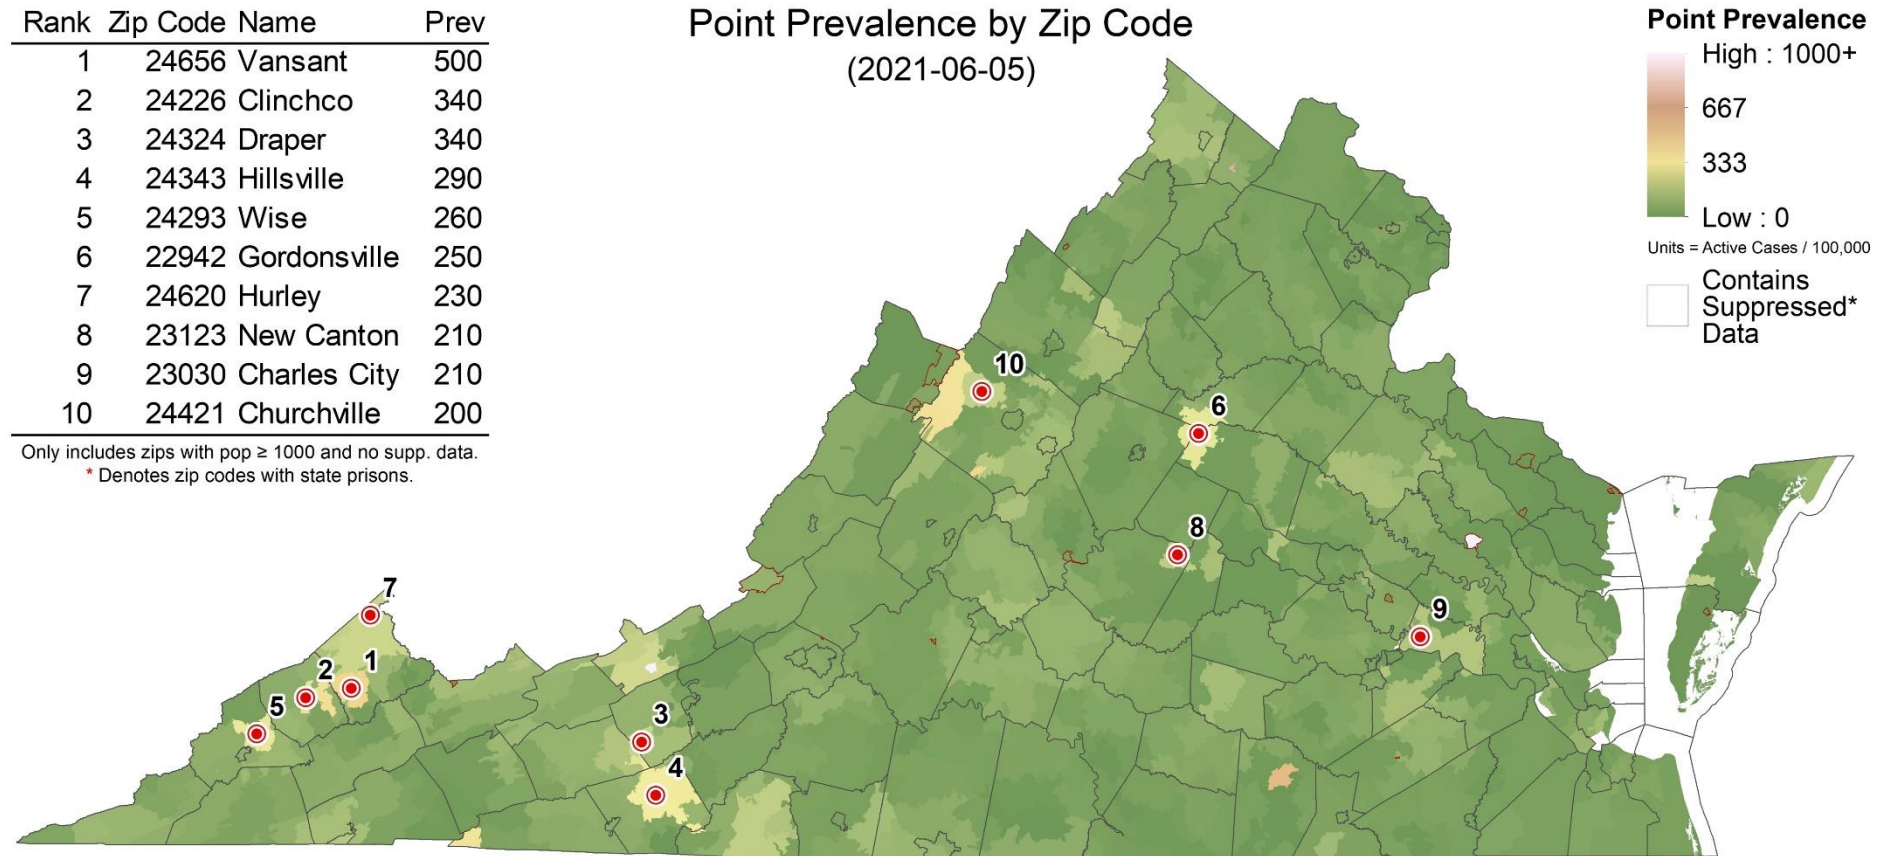 Point Prevalence by Zip Code
(2021-06-05)
Rank Zip Code Name Prev
1 24656 Vansant 500
2 24226 Clinchco 340
3 24324 Draper 340
4 24343 Hillsville 290
5 24293 Wise 260
6 22942 Gordonsville 250
7 24620 Hurley 230
8 23123 New Canton 210
9 23030 Charles City 210
10 24421 Churchville 200
Only includes zips with pop ≥ 1000 and no supp. data.
* Denotes zip codes with state prisons.
Point Prevalence
High : 1000+
667
333
Low : 0
Units = Active Cases / 100,000
Contains
Suppressed*
Data
10
6
8
7
9
1
2
5
3
4